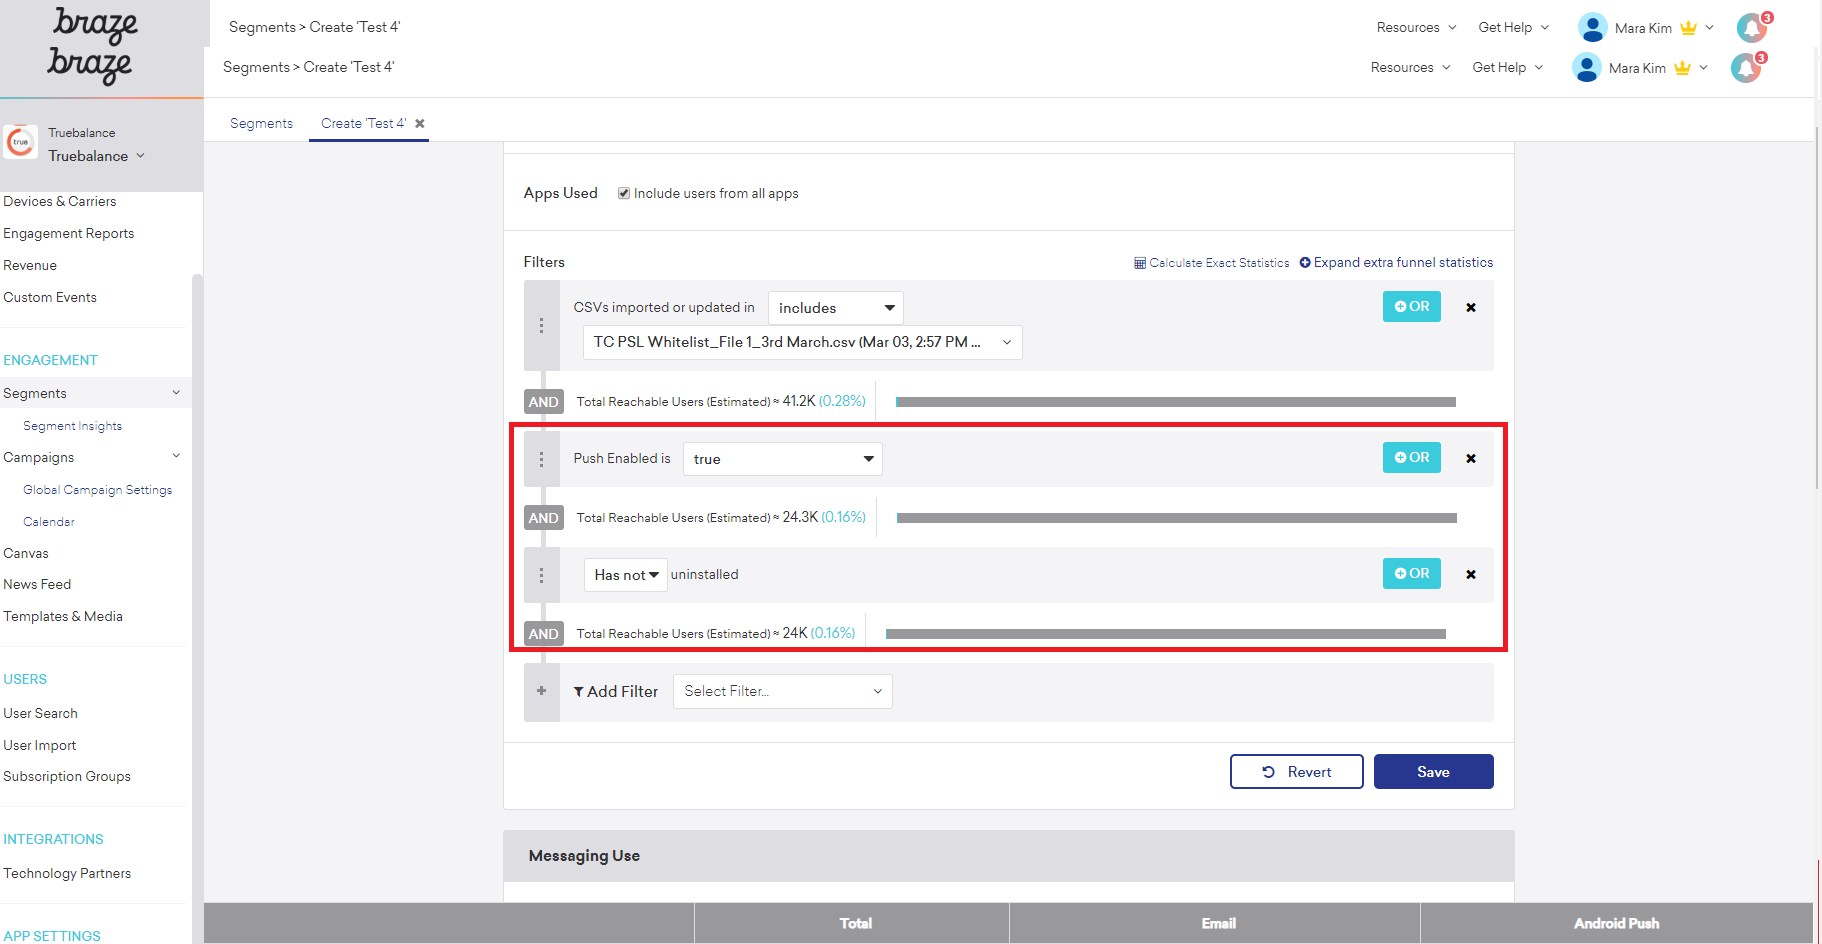 braze
Segments > Create 'Test 4'
Resources
Get Help
Mara Kim
3
braze
Segments > Create 'Test 4'
Resources
Get Help
Mara Kim
3
Segments
Create 'Test 4' ✖
true
Truebalance
Truebalance
Devices & Carriers
Engagement Reports
Revenue
Custom Events
ENGAGEMENT
Segments
Segment Insights
Campaigns
Global Campaign Settings
Calendar
Canvas
News Feed
Templates & Media
USERS
User Search
User Import
Subscription Groups
INTEGRATIONS
Technology Partners
APP SETTINGS
Apps Used
Include users from all apps
Filters
Calculate Exact Statistics
Expand extra funnel statistics
CSVs imported or updated in
includes
OR
TC PSL Whitelist_File 1_3rd March.csv (Mar 03, 2:57 PM ...
AND
Total Reachable Users (Estimated) ≈ 41.2K (0.28%)
Push Enabled is
true
OR
AND
Total Reachable Users (Estimated) ≈ 24.3K (0.16%)
Has not
uninstalled
OR
AND
Total Reachable Users (Estimated) ≈ 24K (0.16%)
+
Add Filter
Select Filter...
Revert
Save
Messaging Use
Total
Email
Android Push